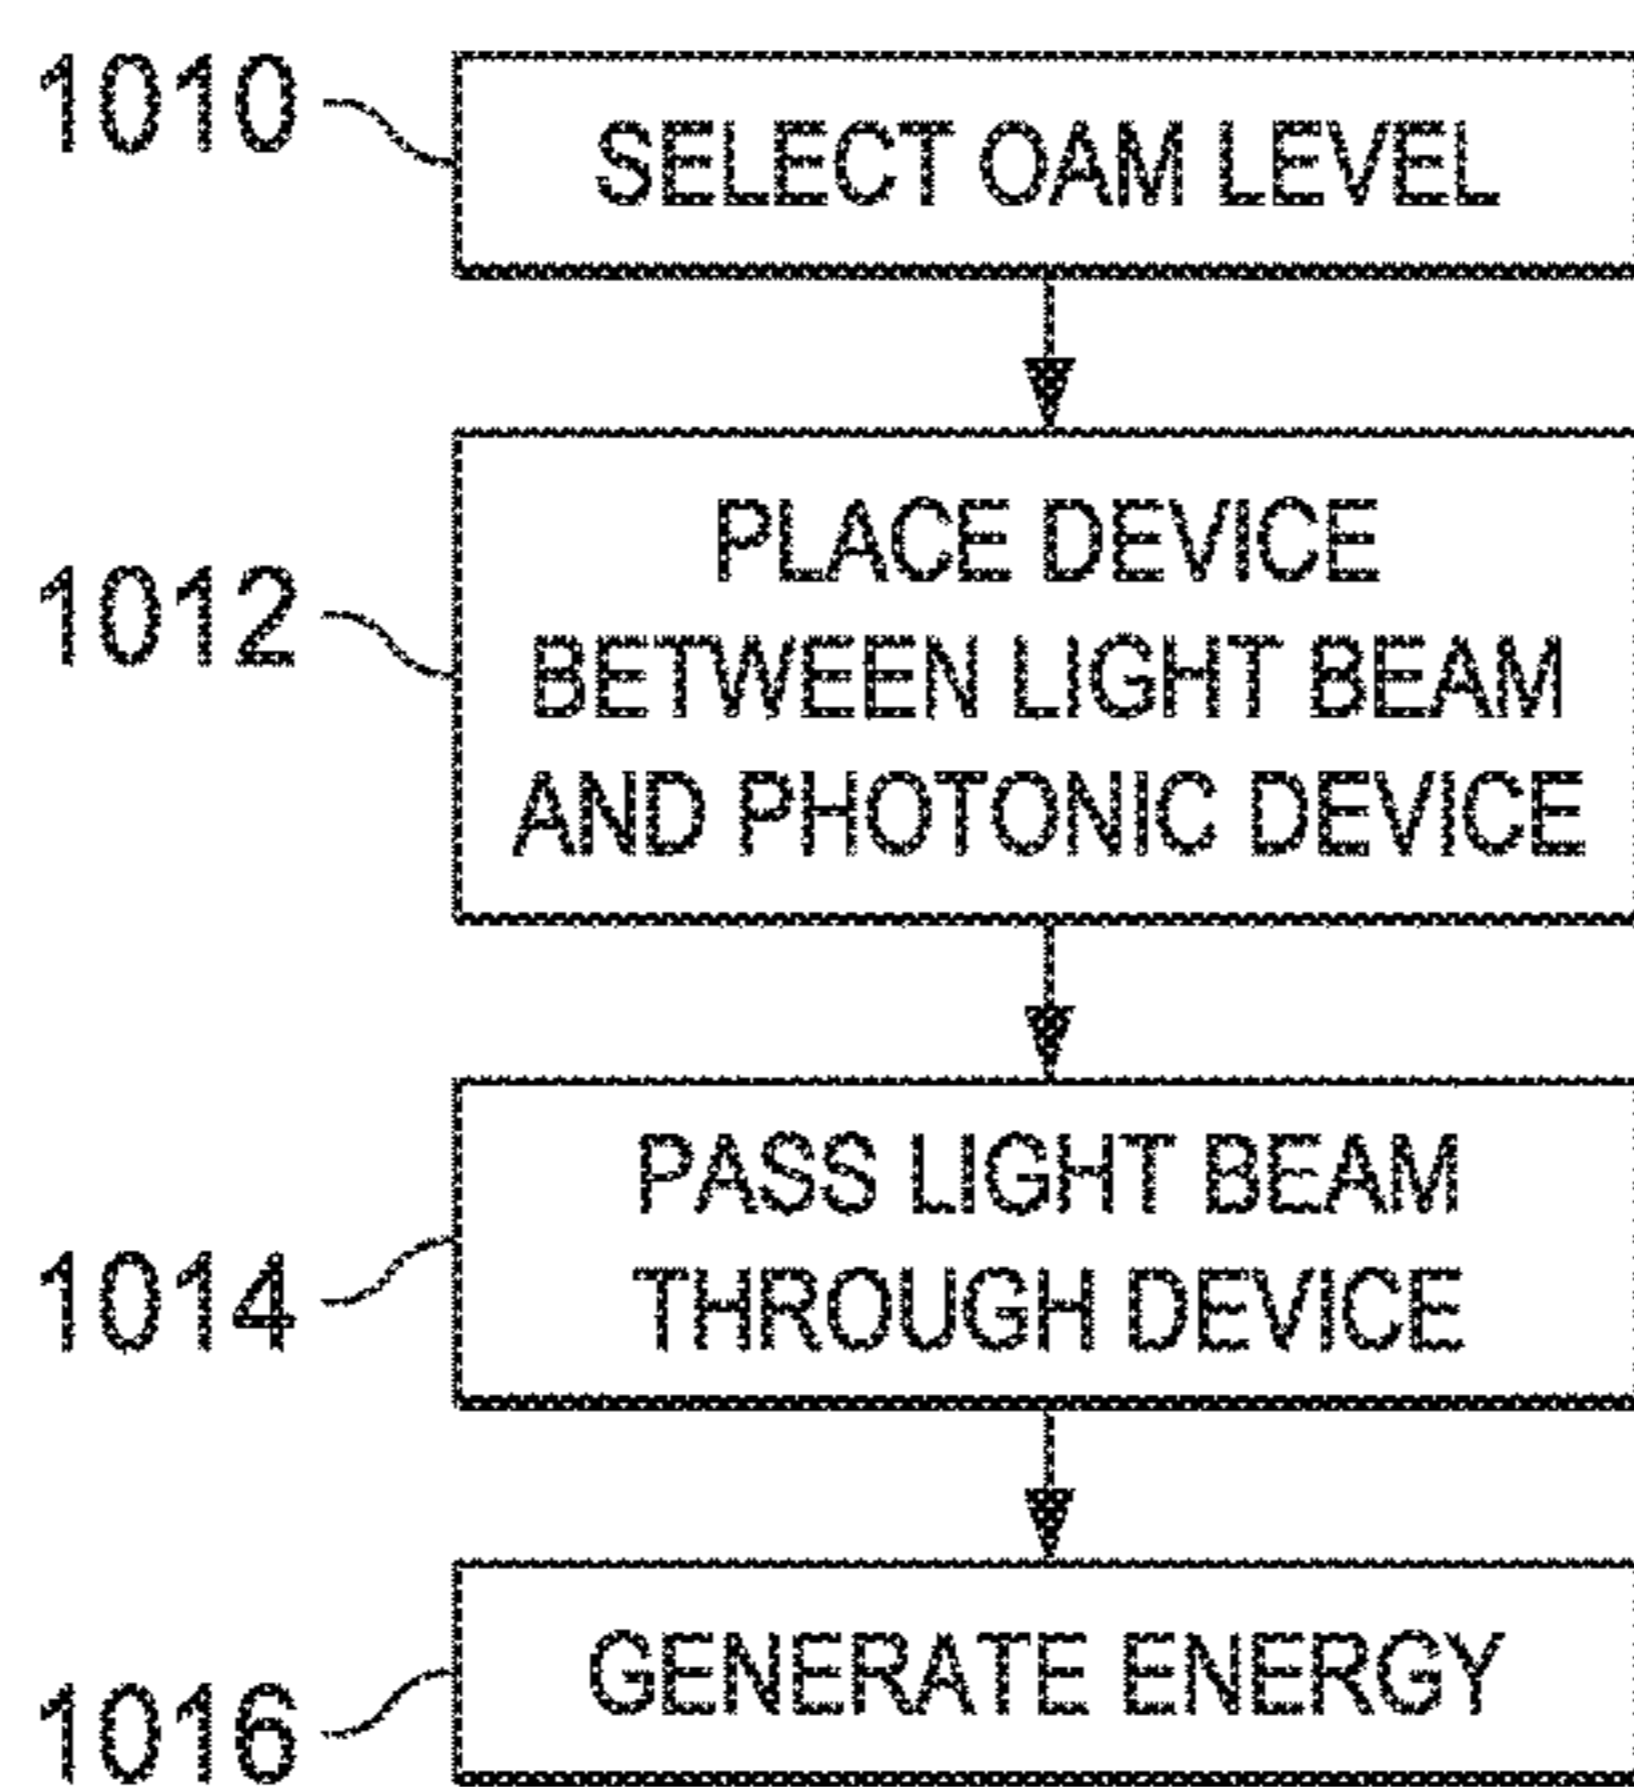 1010
SELECT OAM LEVEL
1012
PLACE DEVICE
BETWEEN LIGHT BEAM
AND PHOTONIC DEVICE
1014
PASS LIGHT BEAM
THROUGH DEVICE
1016
GENERATE ENERGY